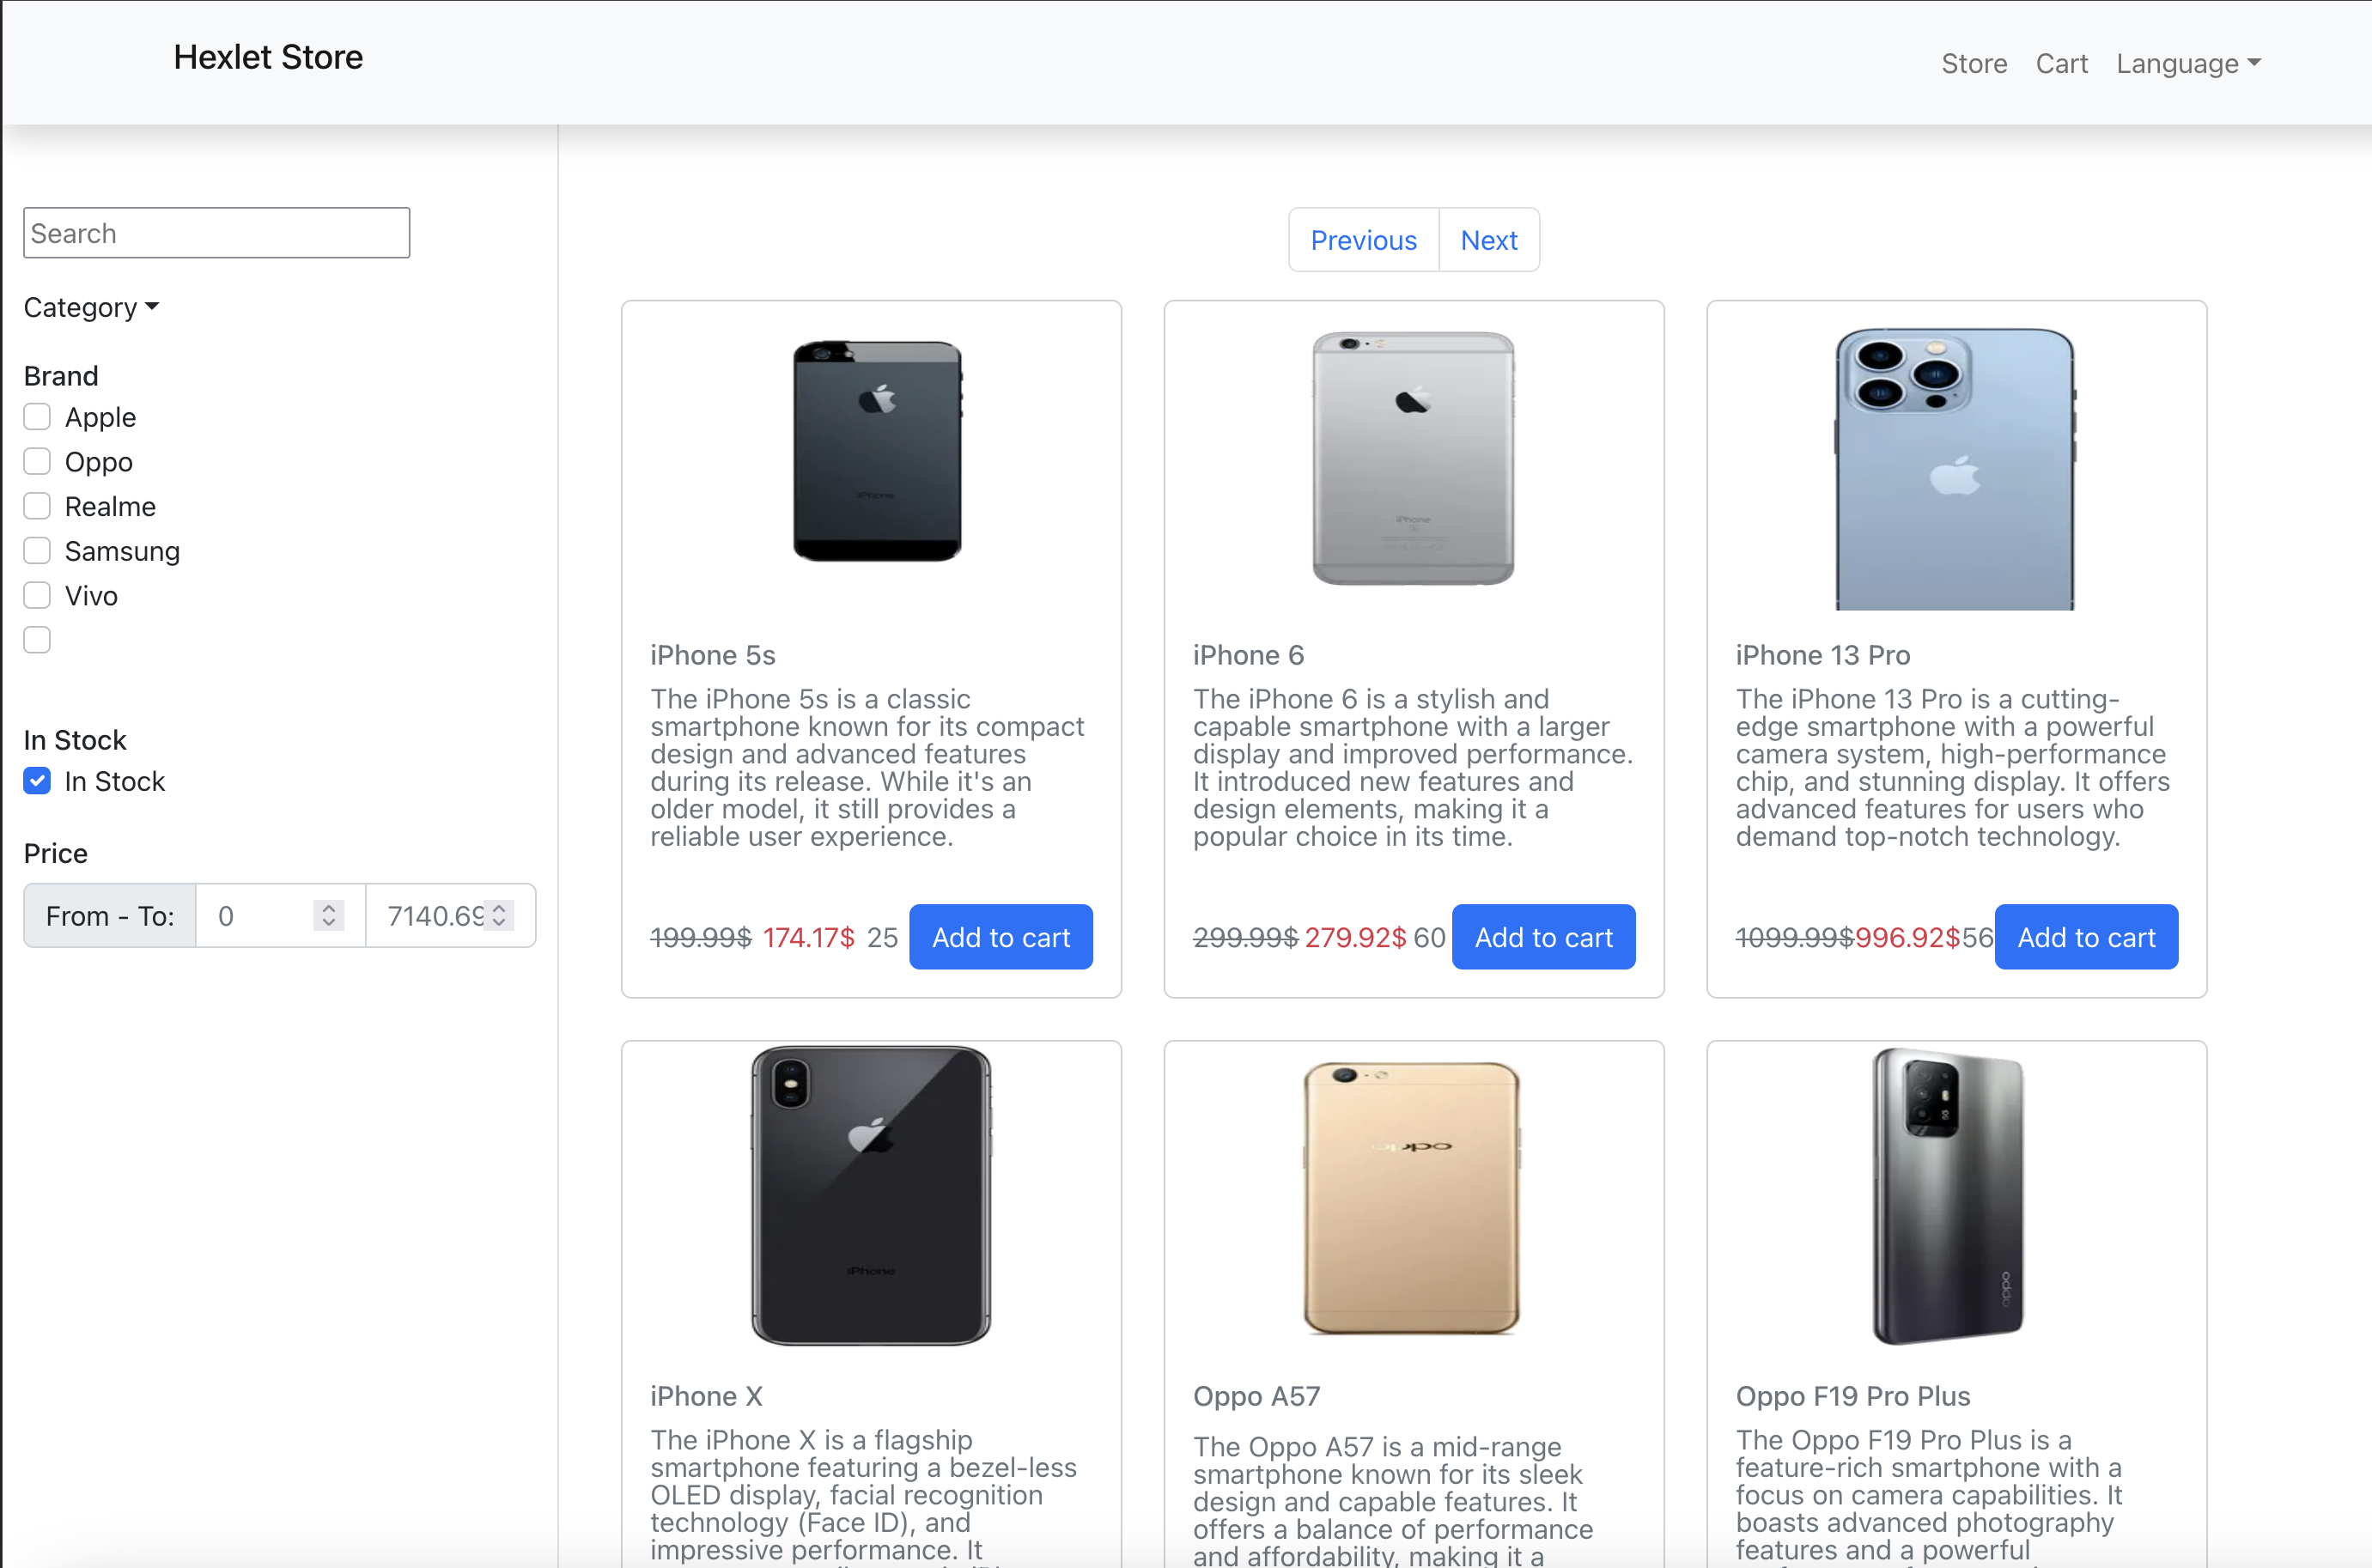 Hexlet Store
Store
Cart
Language
Search
Category
Brand
Apple
Oppo
Realme
Samsung
Vivo
In Stock
In Stock
Price
From - To:
0
7140.69
Previous
Next
iPhone
iPhone 5s
The iPhone 5s is a classic
smartphone known for its compact
design and advanced features
during its release. While it's an
older model, it still provides a
reliable user experience.
199.99$ 174.17$ 25
Add to cart
iPhone
iPhone 6
The iPhone 6 is a stylish and
capable smartphone with a larger
display and improved performance.
It introduced new features and
design elements, making it a
popular choice in its time.
299.99$ 279.92$ 60
Add to cart
iPhone 13 Pro
The iPhone 13 Pro is a cutting-
edge smartphone with a powerful
camera system, high-performance
chip, and stunning display. It offers
advanced features for users who
demand top-notch technology.
1099.99$ 996.92$ 56
Add to cart
iPhone
iPhone X
The iPhone X is a flagship
smartphone featuring a bezel-less
OLED display, facial recognition
technology (Face ID), and
impressive performance. It
oppo
Oppo A57
The Oppo A57 is a mid-range
smartphone known for its sleek
design and capable features. It
offers a balance of performance
and affordability, making it a
oppo
Oppo F19 Pro Plus
The Oppo F19 Pro Plus is a
feature-rich smartphone with a
focus on camera capabilities. It
boasts advanced photography
features and a powerful